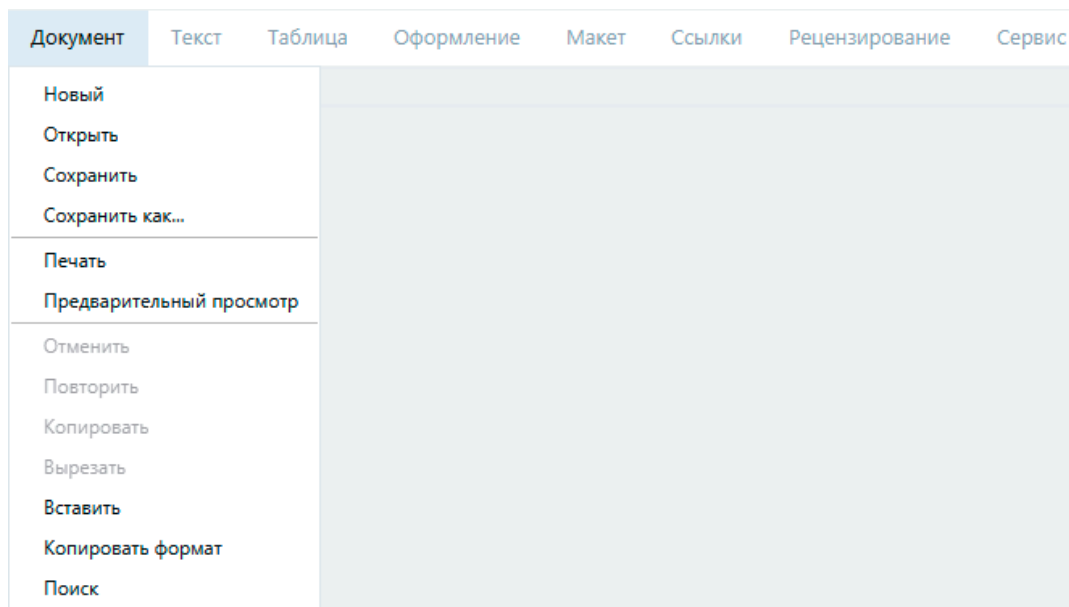 Документ Текст Таблица Оформление Макет Ссылки Рецензирование Сервис
Новый
Открыть
Сохранить
Сохранить как...
Печать
Предварительный просмотр
Отменить
Повторить
Копировать
Вырезать
Вставить
Копировать формат
Поиск